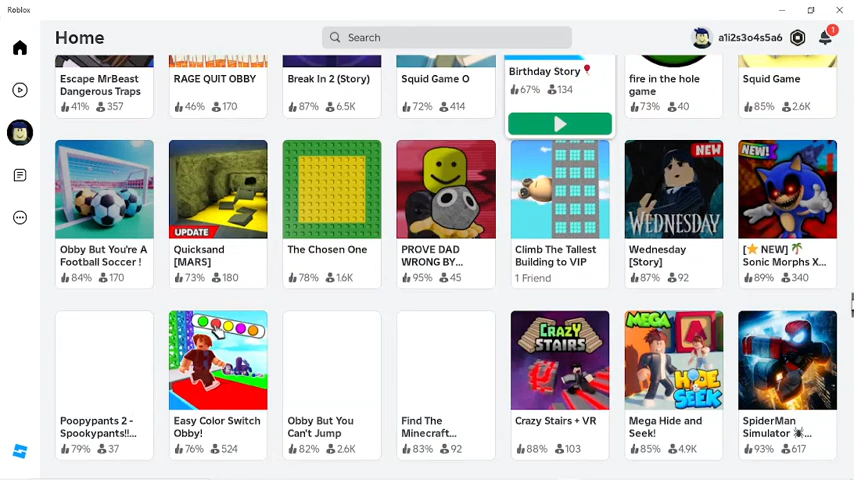 Roblox
Home
Search
a1i2s3o4s5a6
1
Escape MrBeast
Dangerous Traps
41% 357
RAGE QUIT OBBY
46% 170
Break In 2 (Story)
87% 6.5K
Squid Game O
72% 414
Birthday Story🎈
67% 134
fire in the hole
game
73% 40
Squid Game
85% 2.6K
Obby But You're A
Football Soccer !
84% 170
UPDATE
Quicksand
[MARS]
73% 180
The Chosen One
78% 1.6K
PROVE DAD
WRONG BY...
95% 45
Climb The Tallest
Building to VIP
1 Friend
NEW
WEDNESDAY
Wednesday
[Story]
87% 92
NEW!
[⭐ NEW] 🌴
Sonic Morphs X...
89% 340
Poopypants 2 -
Spookypants!!...
79% 37
Easy Color Switch
Obby!
76% 524
Obby But You
Can't Jump
82% 2.6K
Find The
Minecraft...
83% 92
CRAZY
STAIRS
Crazy Stairs + VR
88% 103
MEGA
HIDE
SEEK
Mega Hide and
Seek!
85% 4.9K
SpiderMan
Simulator 🕷...
93% 617